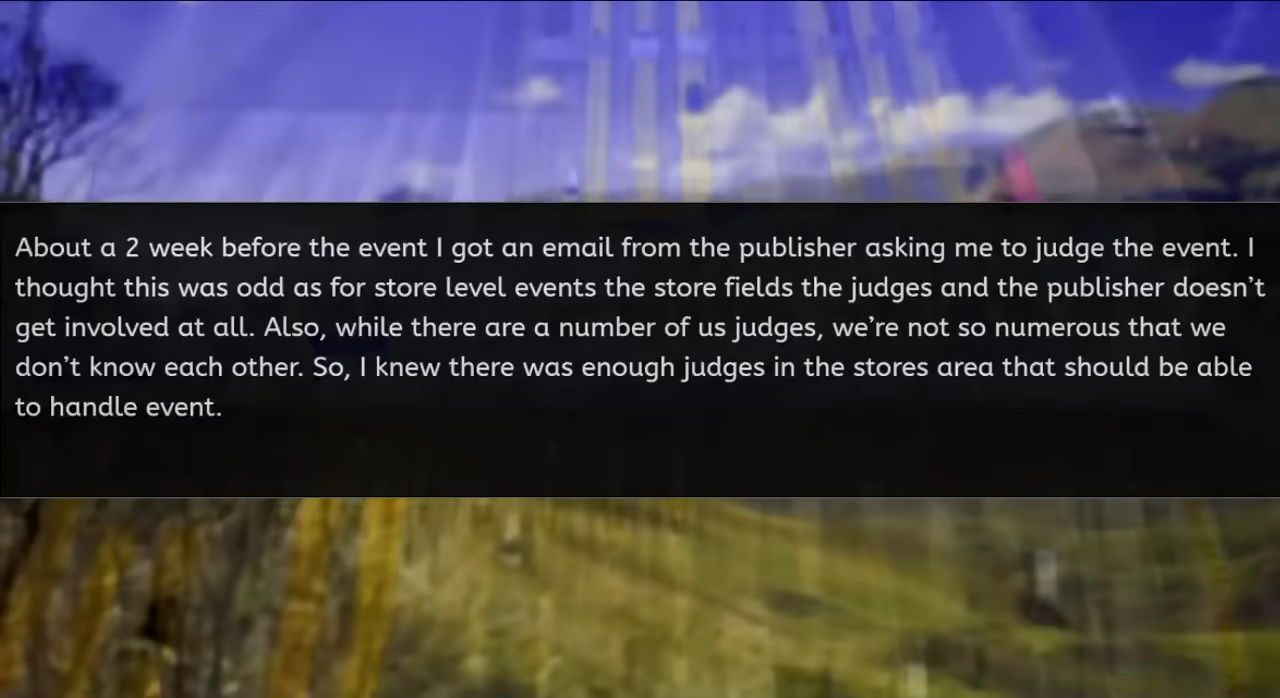 About a 2 week before the event I got an email from the publisher asking me to judge the event. I
thought this was odd as for store level events the store fields the judges and the publisher doesn’t
get involved at all. Also, while there are a number of us judges, we’re not so numerous that we
don’t know each other. So, I knew there was enough judges in the stores area that should be able
to handle event.